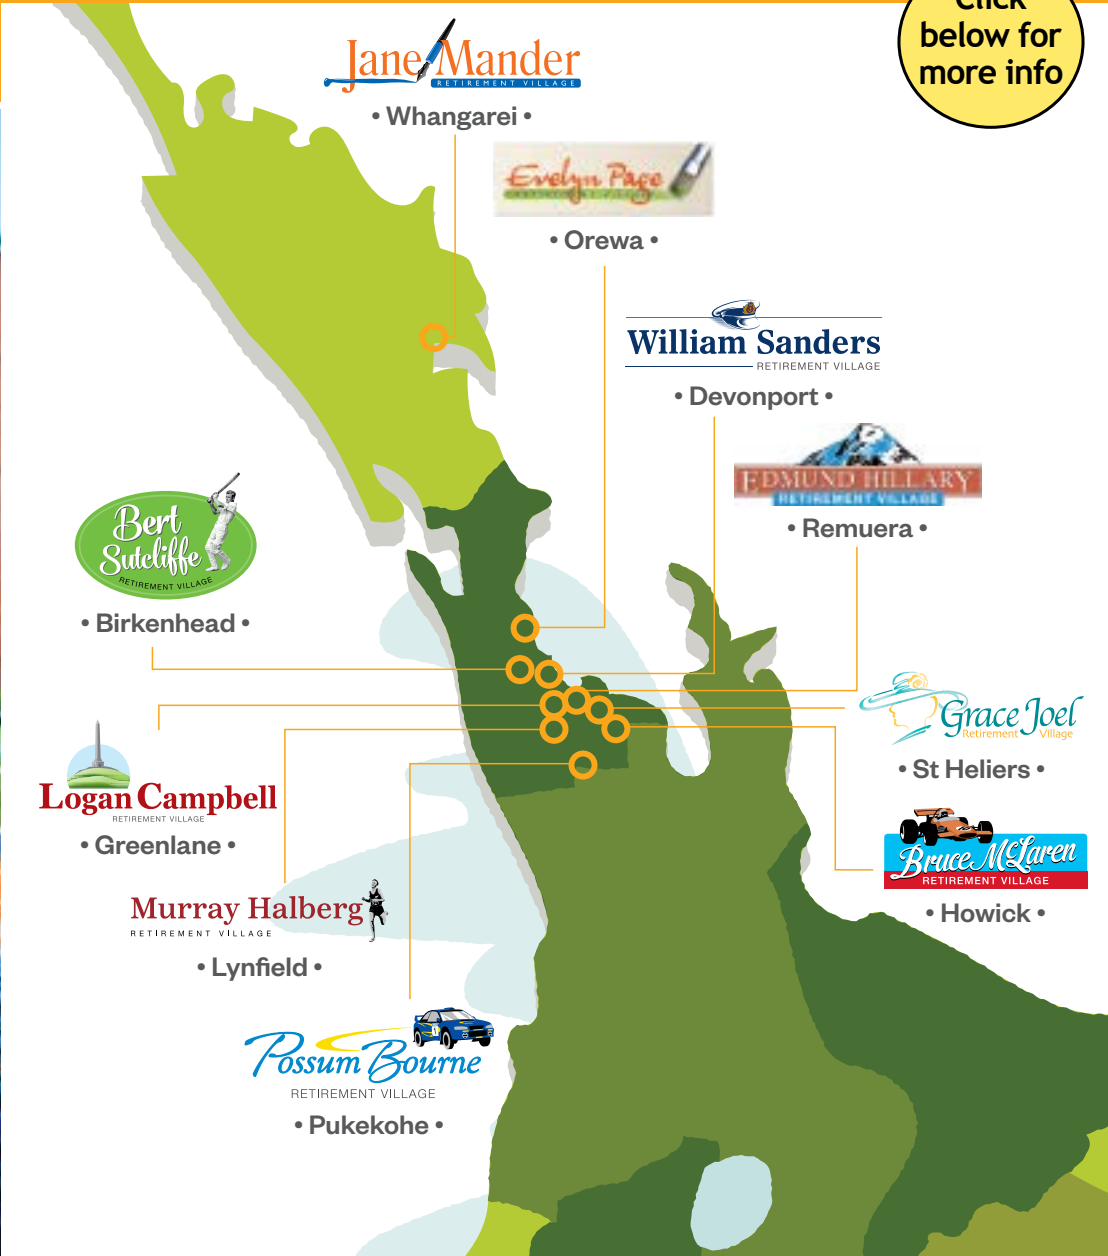 Click
below for
more info
Jane Mander
RETIREMENT VILLAGE
• Whangarei •
Evelyn Page
RETIREMENT VILLAGE
• Orewa •
William Sanders
RETIREMENT VILLAGE
• Devonport •
EDMUND HILLARY
RETIREMENT VILLAGE
• Remuera •
Bert
Sutcliffe
RETIREMENT VILLAGE
• Birkenhead •
Grace Joel
Retirement Village
• St Heliers •
Logan Campbell
RETIREMENT VILLAGE
• Greenlane •
Bruce McLaren
RETIREMENT VILLAGE
• Howick •
Murray Halberg
RETIREMENT VILLAGE
• Lynfield •
Possum Bourne
RETIREMENT VILLAGE
• Pukekohe •